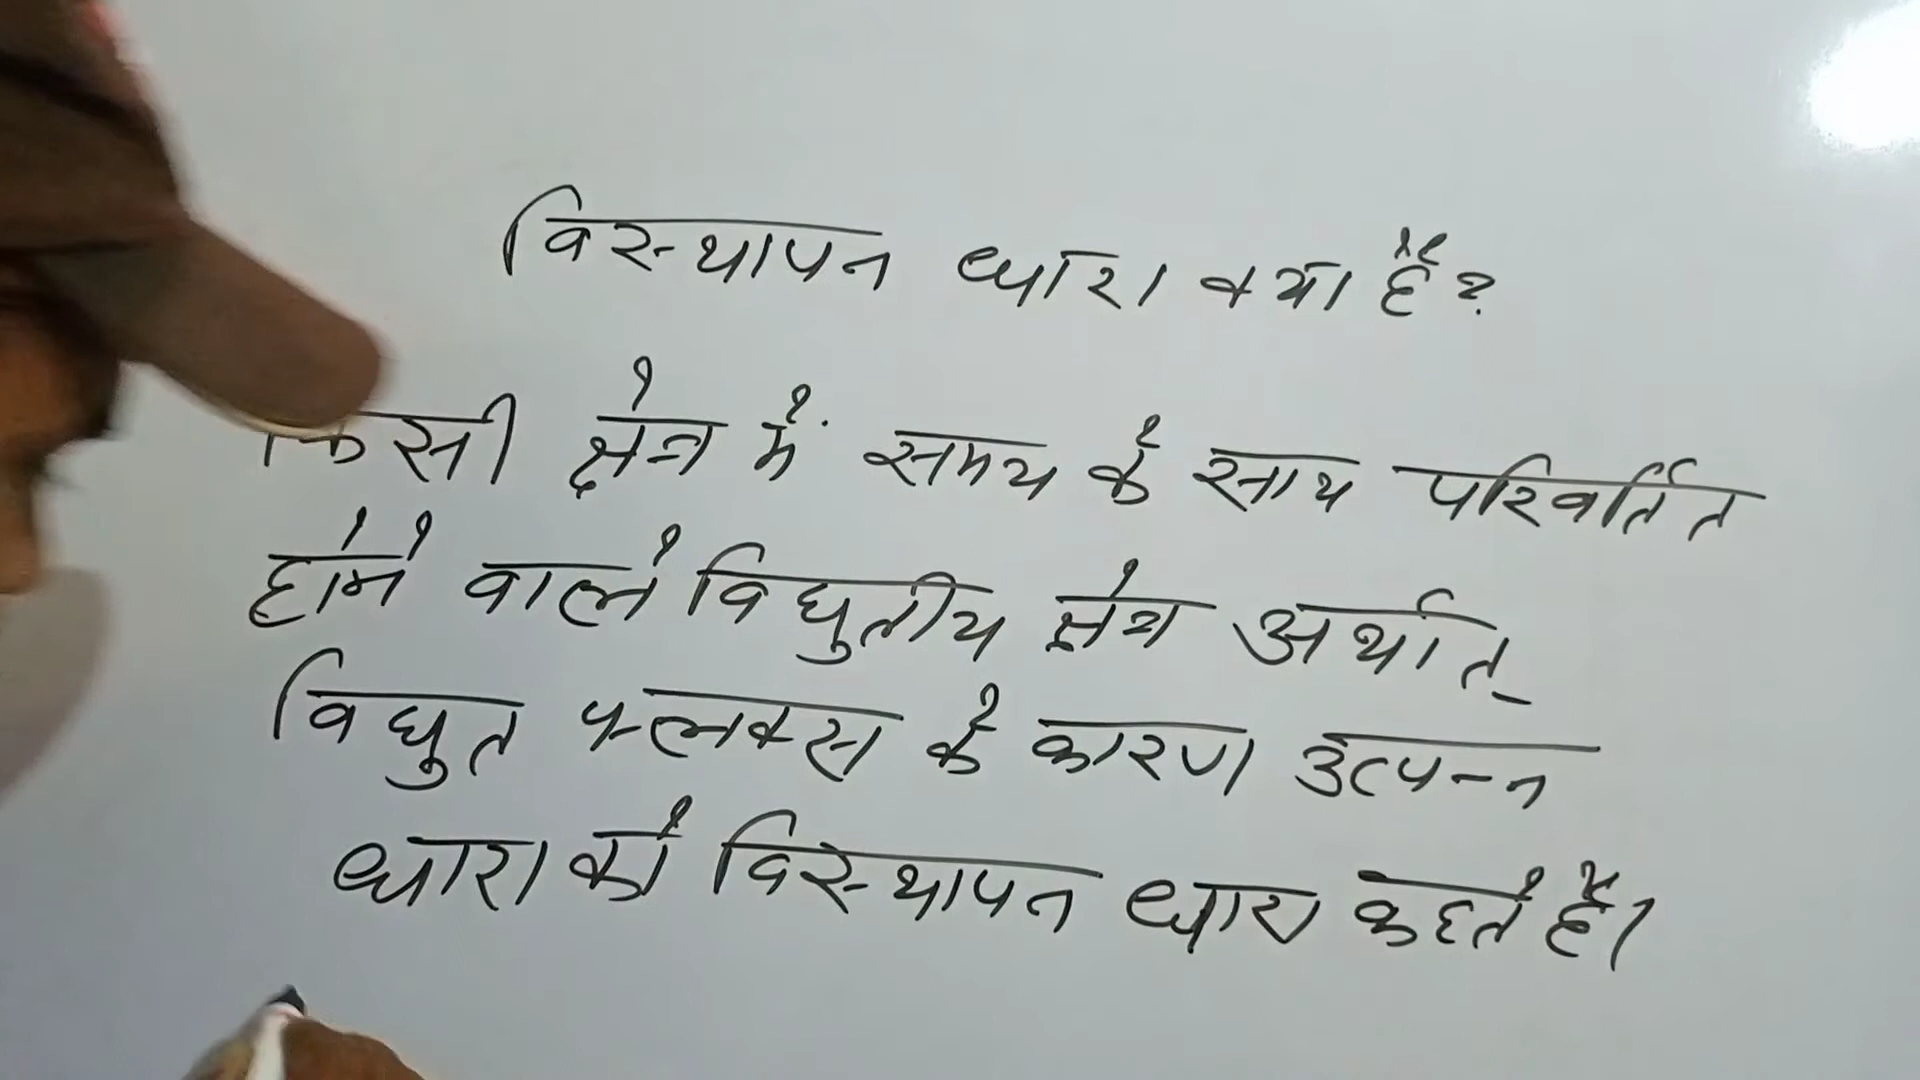 विस्थापन धारा क्या है?
किसी क्षेत्र में समय के साथ परिवर्तित
होने वाले विधुतीय क्षेत्र अर्थात्
विधुत फ्लक्स के कारण उत्पन्न
धारा को विस्थापन धारा कहते हैं।